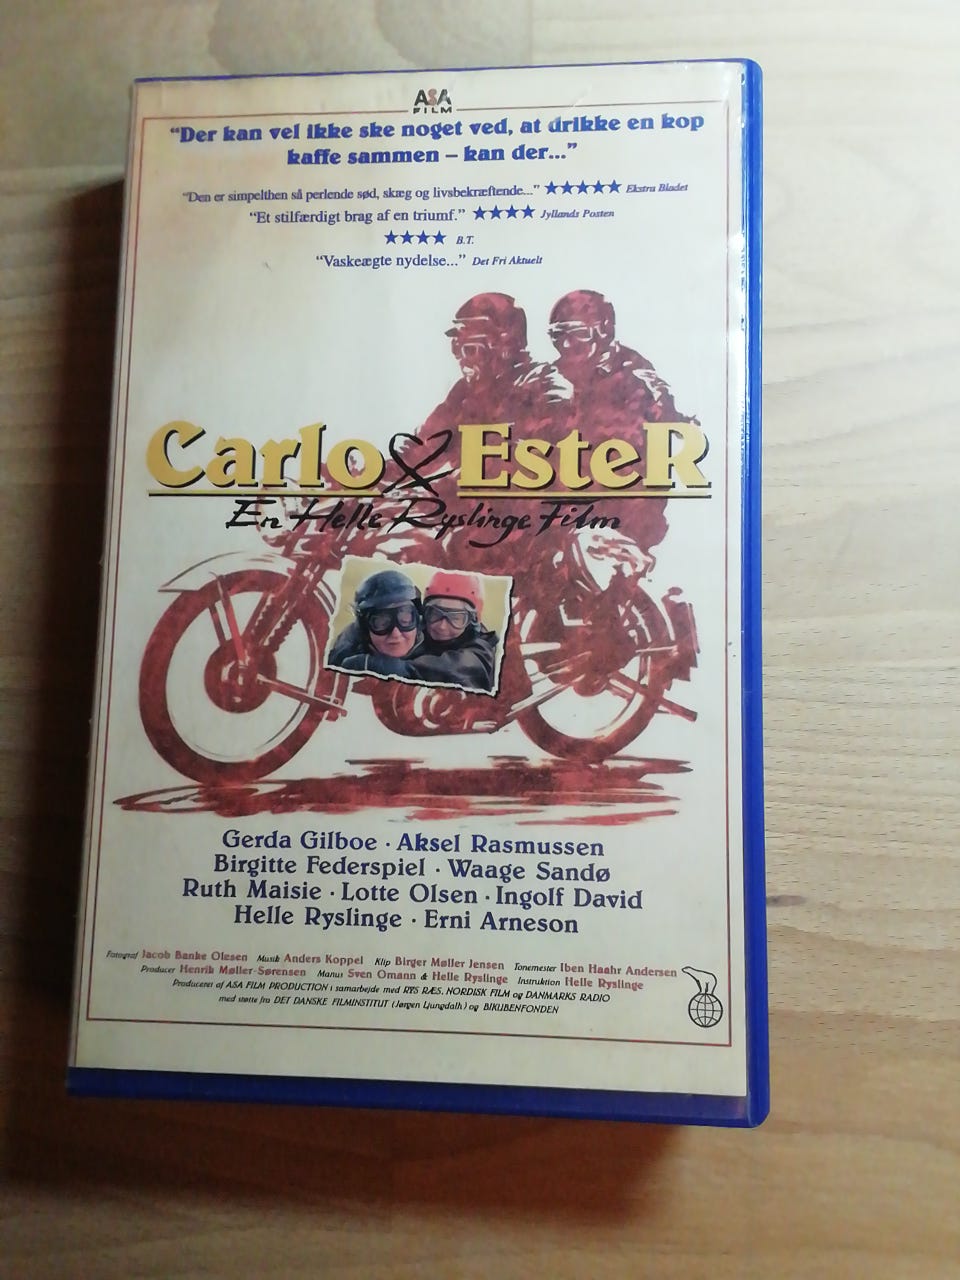 ASA
FILM
"Der kan vel ikke ske noget ved, at drikke en kop
kaffe sammen – kan der..."
"Den er simpelthen så perlende sød, skæg og livsbekræftende..." ★★★★★ Ekstra Bladet
"Et stilfærdigt brag af en triumf." ★★★★ Jyllands Posten
★★★★ B.T.
"Vaskeægte nydelse..." Det Fri Aktuelt
Carlo & EsteR
En Helle Ryslinge Film
Gerda Gilboe · Aksel Rasmussen
Birgitte Federspiel · Waage Sandø
Ruth Maisie · Lotte Olsen · Ingolf David
Helle Ryslinge · Erni Arneson
Fotograf Jacob Banke Olesen Musik Anders Koppel Klip Birger Møller Jensen Tonemester Iben Haahr Andersen
Producer Henrik Møller-Sørensen Manus Sven Omann & Helle Ryslinge Instruktion Helle Ryslinge
Produceret af ASA FILM PRODUCTION i samarbejde med RYS RÆS, NORDISK FILM og DANMARKS RADIO
med støtte fra DET DANSKE FILMINSTITUT (Jørgen Ljungdalh) og BIKUBENFONDEN